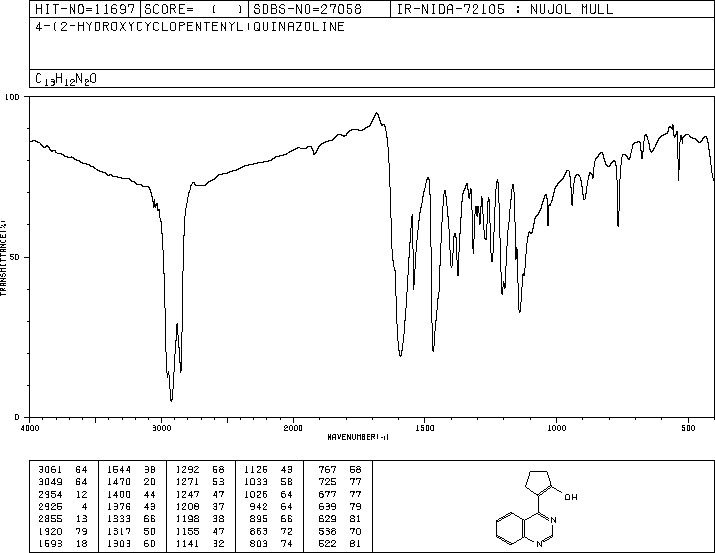 HIT-NO=11697 SCORE= ( ) SDBS-NO=27058 IR-NIDA-72105 : NUJOL MULL
4-(2-HYDROXYCYCLOPENTENYL)QUINAZOLINE
C13H12N2O
100
50
0
TRANSMITTANCE(%)
4000 3000 2000 1500 1000 500
WAVENUMBER(-1)
3061 64 1544 38 1292 58 1126 43 767 58
3049 64 1470 20 1271 53 1033 58 725 77
2954 12 1400 44 1247 47 1026 64 677 77
2925 4 1376 43 1208 37 942 64 639 79
2855 13 1333 66 1198 38 895 66 629 81
1920 79 1317 50 1155 47 863 72 538 70
1593 18 1303 60 1141 32 803 74 522 81
OH
N
N